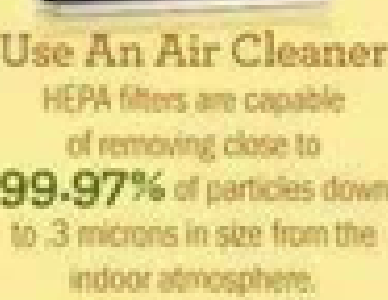 Use An Air Cleaner
HEPA filters are capable
of removing close to
99.97% of particles down
to .3 microns in size from the
indoor atmosphere.